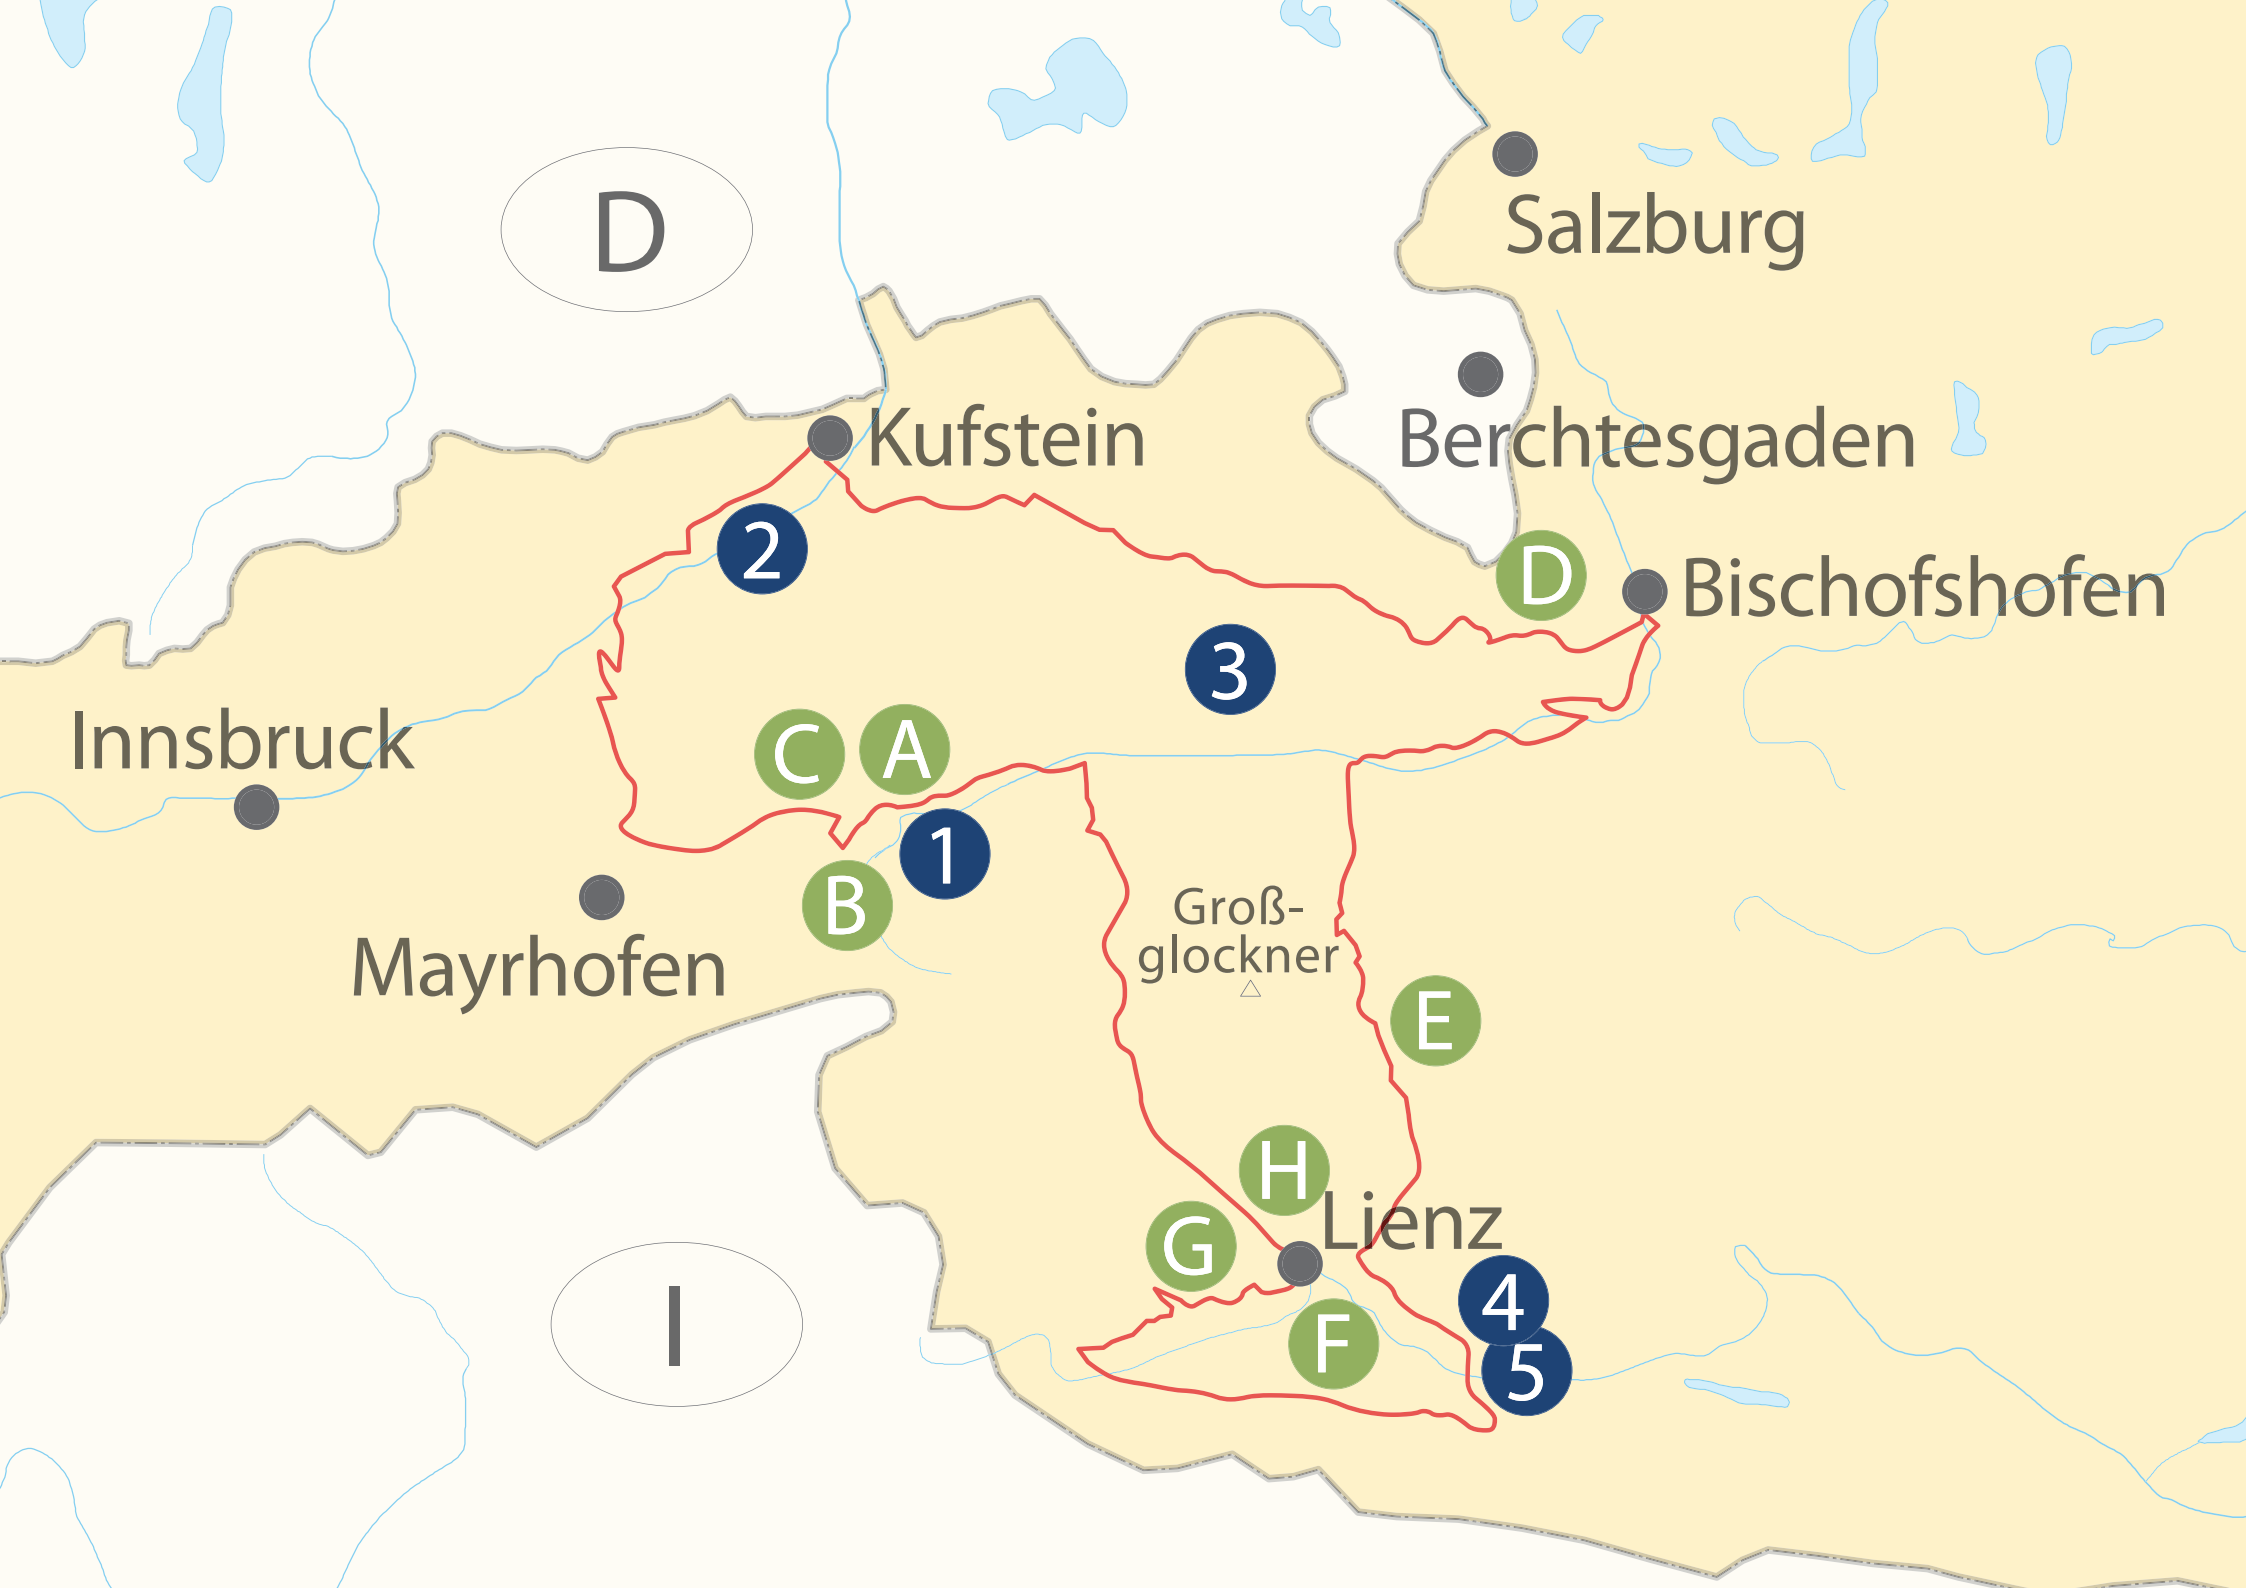 D
Salzburg
Kufstein
Berchtesgaden
2
D
Bischofshofen
3
Innsbruck
C
A
1
B
Groß-
glockner
Mayrhofen
E
H
Lienz
G
4
I
F
5